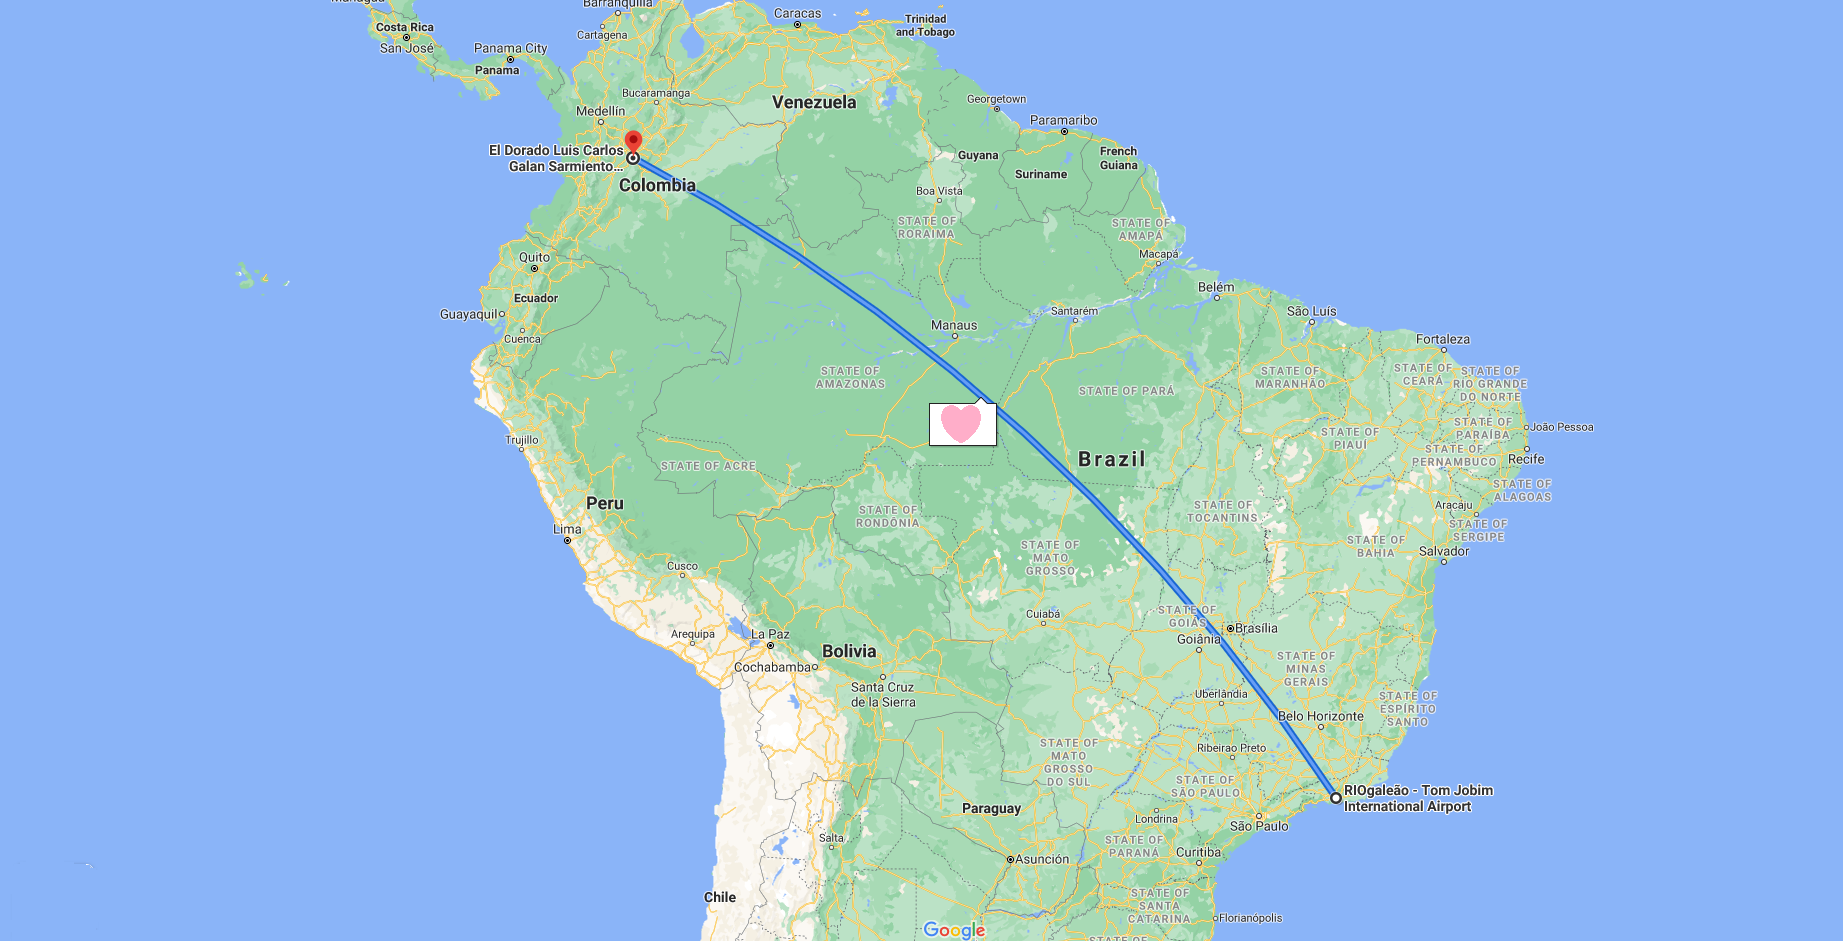 Managua
Barranquilla
Caracas
Trinidad
and Tobago
Costa Rica
San José
Cartagena
Panama City
Panama
Bucaramanga
Medellín
Venezuela
Georgetown
Paramaribo
El Dorado Luis Carlos
Galan Sarmiento...
Colombia
Guyana
Suriname
French
Guiana
Boa Vista
STATE OF
RORAIMA
STATE OF
AMAPÁ
Macapá
Quito
Ecuador
Guayaquil
Cuenca
Manaus
Santarém
Belém
São Luís
Fortaleza
STATE OF
AMAZONAS
STATE OF PARÁ
STATE OF
MARANHÃO
STATE OF
CEARÁ
STATE OF
RIO GRANDE
DO NORTE
Trujillo
STATE OF
PIAUÍ
STATE OF
PARAÍBA
João Pessoa
STATE OF
PERNAMBUCO
Recife
STATE OF ACRE
Brazil
STATE OF
ALAGOAS
Peru
Lima
STATE OF
RONDÔNIA
STATE OF
TOCANTINS
Aracaju
STATE OF
SERGIPE
STATE OF
MATO
GROSSO
STATE OF
BAHIA
Salvador
Cusco
Cuiabá
STATE OF
GOIÁS
Brasília
Goiânia
Arequipa
La Paz
Bolivia
Cochabamba
Santa Cruz
de la Sierra
STATE OF
MINAS
GERAIS
Uberlândia
STATE OF
ESPÍRITO
SANTO
Belo Horizonte
STATE OF
MATO
GROSSO
DO SUL
Ribeirao Preto
STATE OF
SÃO PAULO
RIOgaleão - Tom Jobim
International Airport
Paraguay
Londrina
São Paulo
Salta
STATE OF
PARANÁ
Curitiba
Asunción
Chile
STATE OF
SANTA
CATARINA
Florianópolis
Google
STATE OF